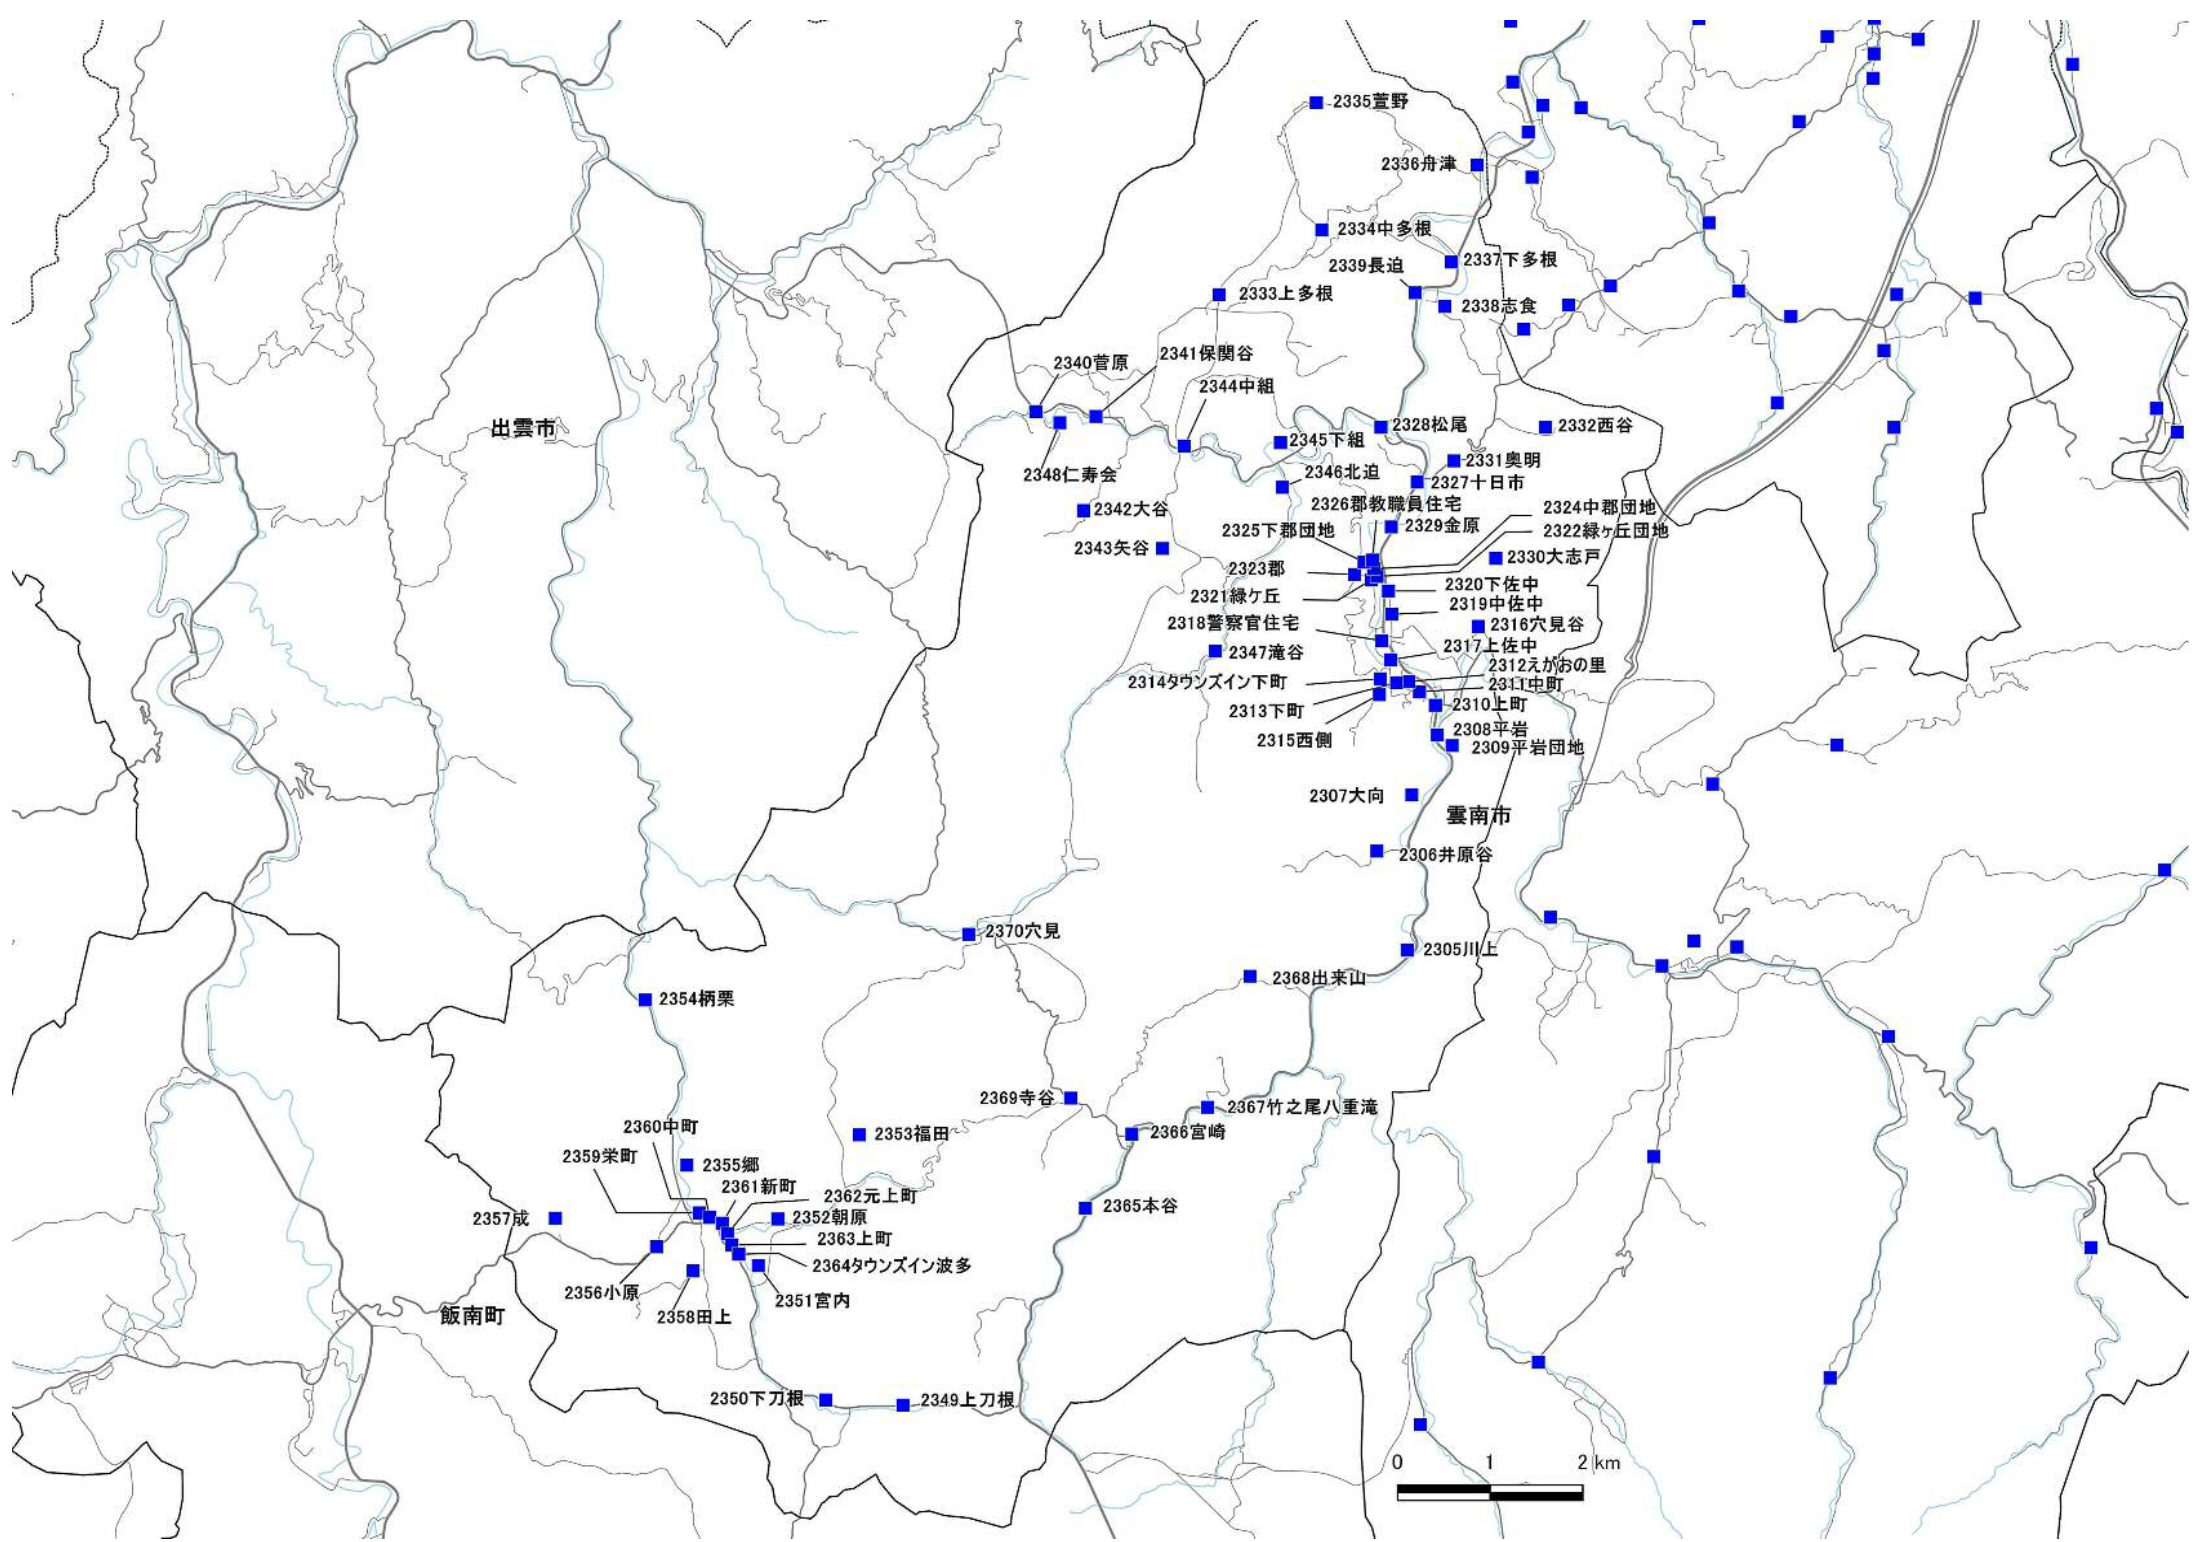 2335萱野
2336舟津
2334中多根
2337下多根
2339長迫
2333上多根
2338志食
2341保関谷
2340菅原
2344中組
出雲市
2328松尾
2332西谷
2345下組
2331奥明
2348仁寿会
2346北迫
2327十日市
2326郡教職員住宅
2342大谷
2324中郡団地
2325下郡団地
2329金原
2322緑ヶ丘団地
2343矢谷
2330大志戸
2323郡
2320下佐中
2321緑ケ丘
2319中佐中
2318警察官住宅
2316穴見谷
2317上佐中
2347滝谷
2312えがおの里
2314タウンズイン下町
2311中町
2313下町
2310上町
2308平岩
2315西側
2309平岩団地
2307大向
雲南市
2306井原谷
2370穴見
2305川上
2368出来山
2354柄栗
2369寺谷
2367竹之尾八重滝
2360中町
2353福田
2366宮崎
2359栄町
2355郷
2361新町
2362元上町
2365本谷
2357成
2352朝原
2363上町
2364タウンズイン波多
2356小原
2351宮内
飯南町
2358田上
2350下刀根
2349上刀根
0 1 2 km